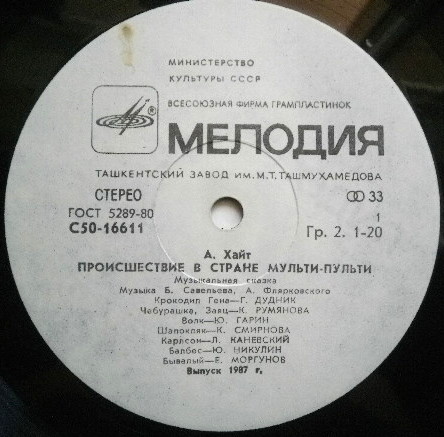 МИНИСТЕРСТВО
КУЛЬТУРЫ СССР
ВСЕСОЮЗНАЯ ФИРМА ГРАМПЛАСТИНОК
® МЕЛОДИЯ
ТАШКЕНТСКИЙ ЗАВОД ИМ. М.Т. ТАШМУХАМЕДОВА
СТЕРЕО 33
ГОСТ 5289-80 1
С50-16611 Гр. 2. 1-20
А. Хайт
ПРОИСШЕСТВИЕ В СТРАНЕ МУЛЬТИ-ПУЛЬТИ
Музыкальная сказка
Музыка Б. Савельева, А. Флярковского
Крокодил Гена—Г. ДУДНИК
Чебурашка, Заяц—К. РУМЯНОВА
Волк—Ю. ГАРИН
Шапокляк—К. СМИРНОВА
Карлсон—Л. КАНЕВСКИЙ
Балбес—Ю. НИКУЛИН
Бывалый—Е. МОРГУНОВ
Выпуск 1987 г.